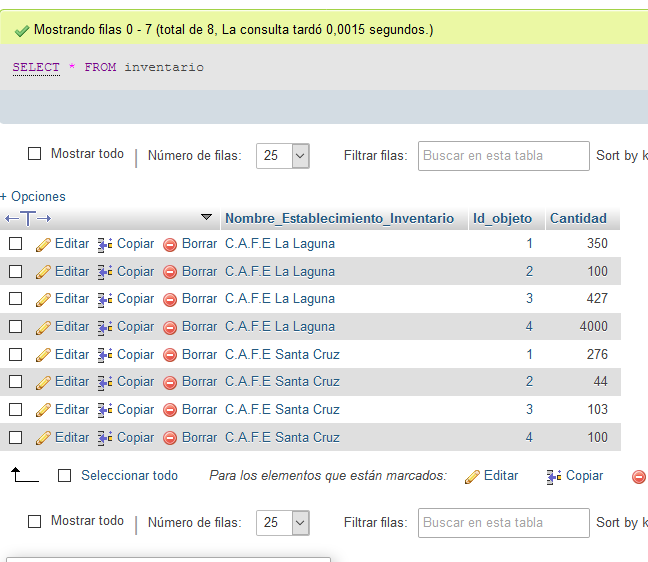 Mostrando filas 0 - 7 (total de 8, La consulta tardó 0,0015 segundos.)
SELECT * FROM inventario
Mostrar todo | Número de filas: 25 Filtrar filas: Buscar en esta tabla Sort by k
+ Opciones
←T→ Nombre_Establecimiento_Inventario Id_objeto Cantidad
Editar Copiar Borrar C.A.F.E La Laguna 1 350
Editar Copiar Borrar C.A.F.E La Laguna 2 100
Editar Copiar Borrar C.A.F.E La Laguna 3 427
Editar Copiar Borrar C.A.F.E La Laguna 4 4000
Editar Copiar Borrar C.A.F.E Santa Cruz 1 276
Editar Copiar Borrar C.A.F.E Santa Cruz 2 44
Editar Copiar Borrar C.A.F.E Santa Cruz 3 103
Editar Copiar Borrar C.A.F.E Santa Cruz 4 100
Seleccionar todo Para los elementos que están marcados: Editar Copiar
Mostrar todo | Número de filas: 25 Filtrar filas: Buscar en esta tabla Sort by k